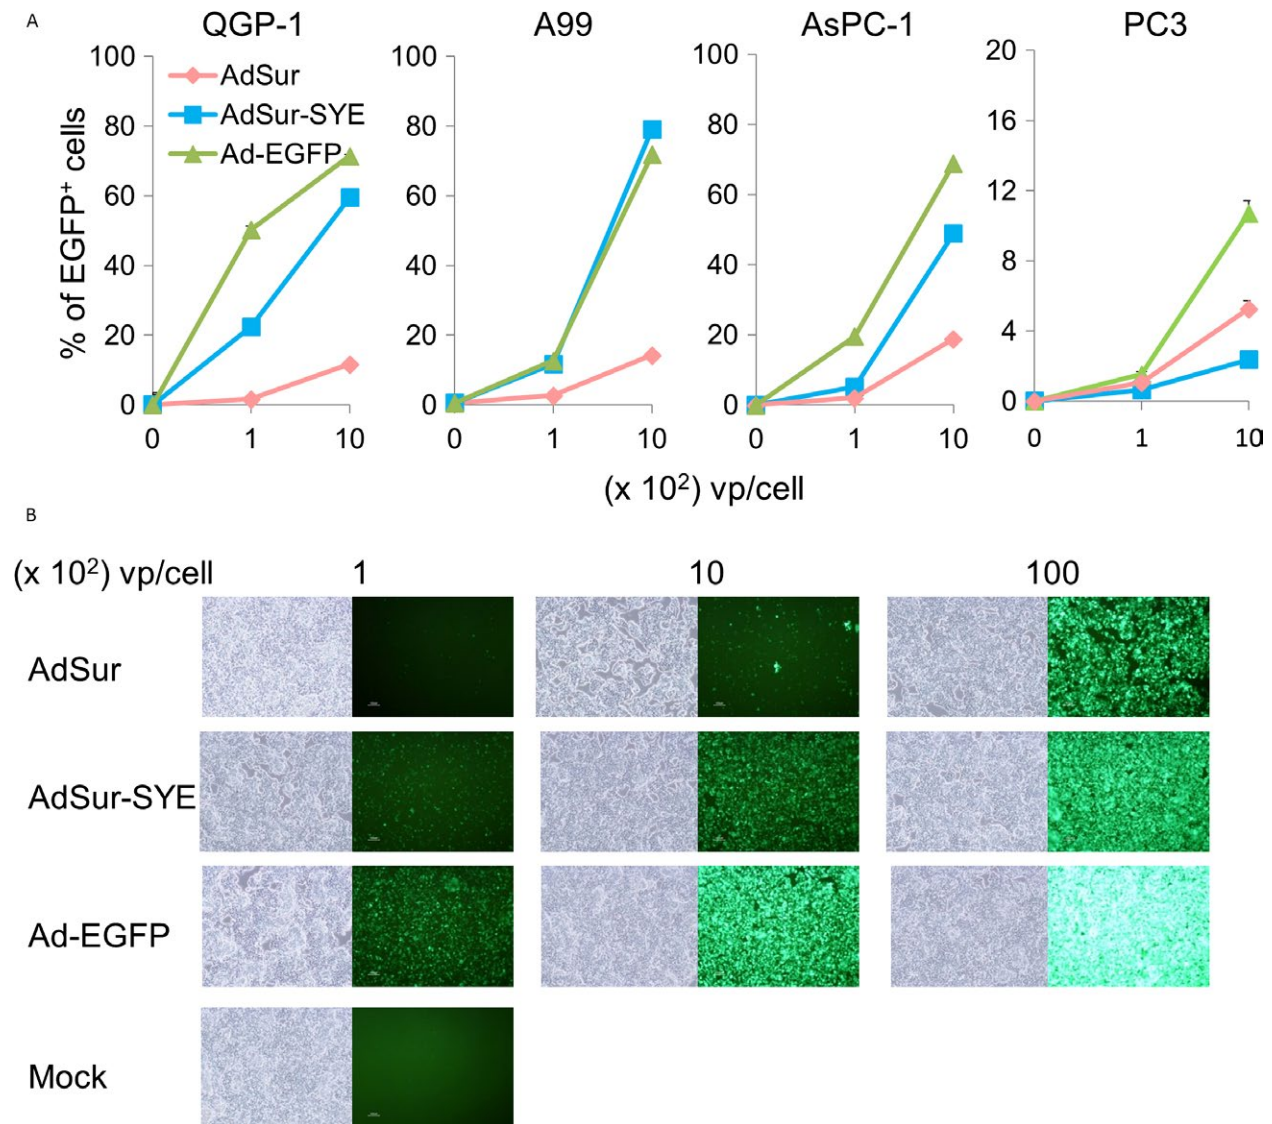 A
QGP-1
A99
AsPC-1
PC3
% of EGFP⁺ cells
100
80
60
40
20
0
0
1
10
AdSur
AdSur-SYE
Ad-EGFP
100
80
60
40
20
0
0
1
10
100
80
60
40
20
0
0
1
10
20
16
12
8
4
0
0
1
10
(x 10²) vp/cell
B
(x 10²) vp/cell 1 10 100
AdSur
AdSur-SYE
Ad-EGFP
Mock